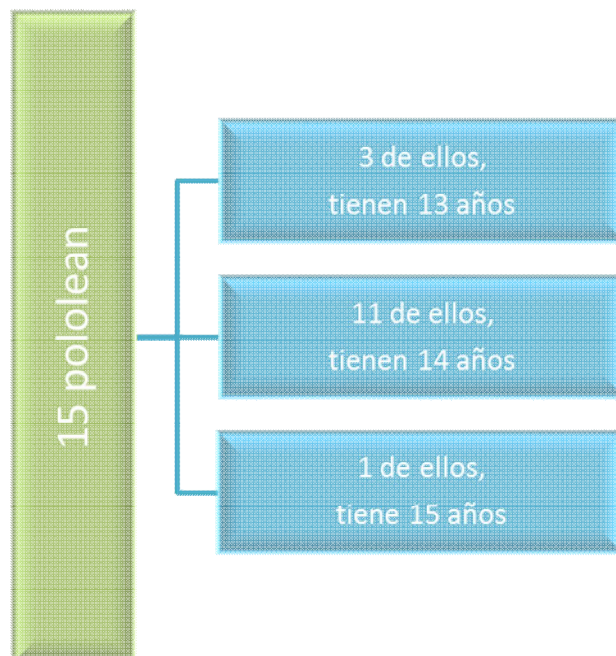 15 pololean
3 de ellos,
tienen 13 años
11 de ellos,
tienen 14 años
1 de ellos,
tiene 15 años